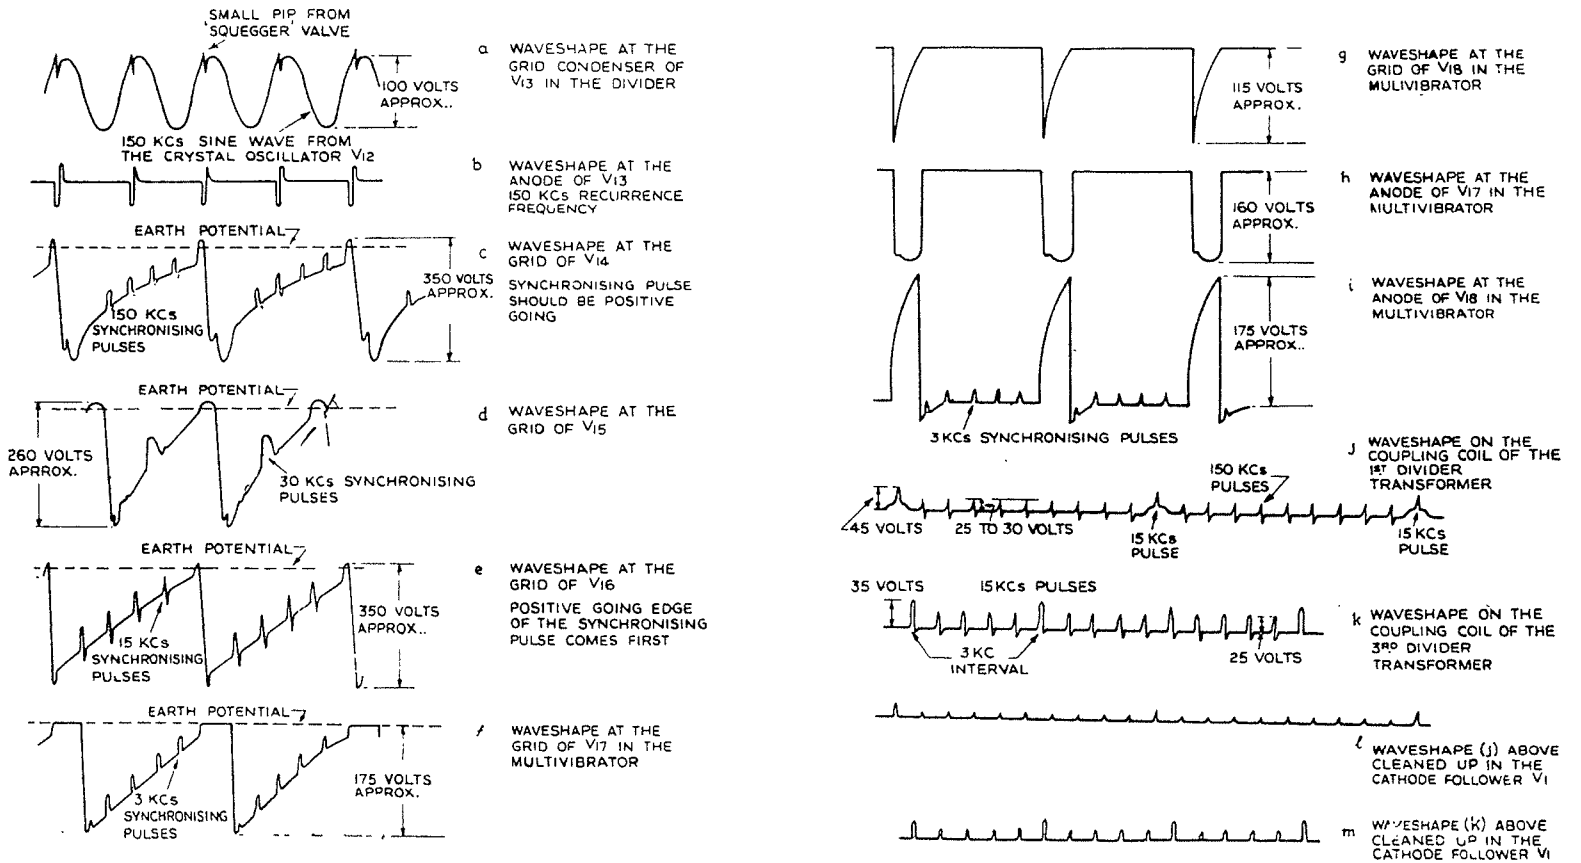 SMALL PIP FROM
'SQUEGGER' VALVE
100 VOLTS
APPROX..
150 KCs SINE WAVE FROM
THE CRYSTAL OSCILLATOR V12
a WAVESHAPE AT THE
GRID CONDENSER OF
V13 IN THE DIVIDER
b WAVESHAPE AT THE
ANODE OF V13
150 KCs RECURRENCE
FREQUENCY
EARTH POTENTIAL
350 VOLTS
APPROX.
150 KCs
SYNCHRONISING
PULSES
c WAVESHAPE AT THE
GRID OF V14
SYNCHRONISING PULSE
SHOULD BE POSITIVE
GOING
EARTH POTENTIAL
260 VOLTS
APRROX.
30 KCs SYNCHRONISING
PULSES
d WAVESHAPE AT THE
GRID OF V15
EARTH POTENTIAL
350 VOLTS
APPROX..
15 KCs
SYNCHRONISING
PULSES
e WAVESHAPE AT THE
GRID OF V16
POSITIVE GOING EDGE
OF THE SYNCHRONISING
PULSE COMES FIRST
EARTH POTENTIAL
175 VOLTS
APPROX.
3 KCs
SYNCHRONISING
PULSES
f WAVESHAPE AT THE
GRID OF V17 IN THE
MULTIVIBRATOR
115 VOLTS
APPROX.
g WAVESHAPE AT THE
GRID OF V18 IN THE
MULIVIBRATOR
160 VOLTS
APPROX.
h WAVESHAPE AT THE
ANODE OF V17 IN THE
MULTIVIBRATOR
175 VOLTS
APPROX..
3 KCs SYNCHRONISING PULSES
i WAVESHAPE AT THE
ANODE OF V18 IN THE
MULTIVIBRATOR
150 KCs
PULSES
45 VOLTS
25 TO 30 VOLTS
15 KCs
PULSE
15 KCs
PULSE
j WAVESHAPE ON THE
COUPLING COIL OF THE
1ST DIVIDER
TRANSFORMER
35 VOLTS
15 KCs PULSES
3 KC
INTERVAL
25 VOLTS
k WAVESHAPE ON THE
COUPLING COIL OF THE
3RD DIVIDER
TRANSFORMER
l
WAVESHAPE (j) ABOVE
CLEANED UP IN THE
CATHODE FOLLOWER V1
m WAVESHAPE (K) ABOVE
CLEANED UP IN THE
CATHODE FOLLOWER V1